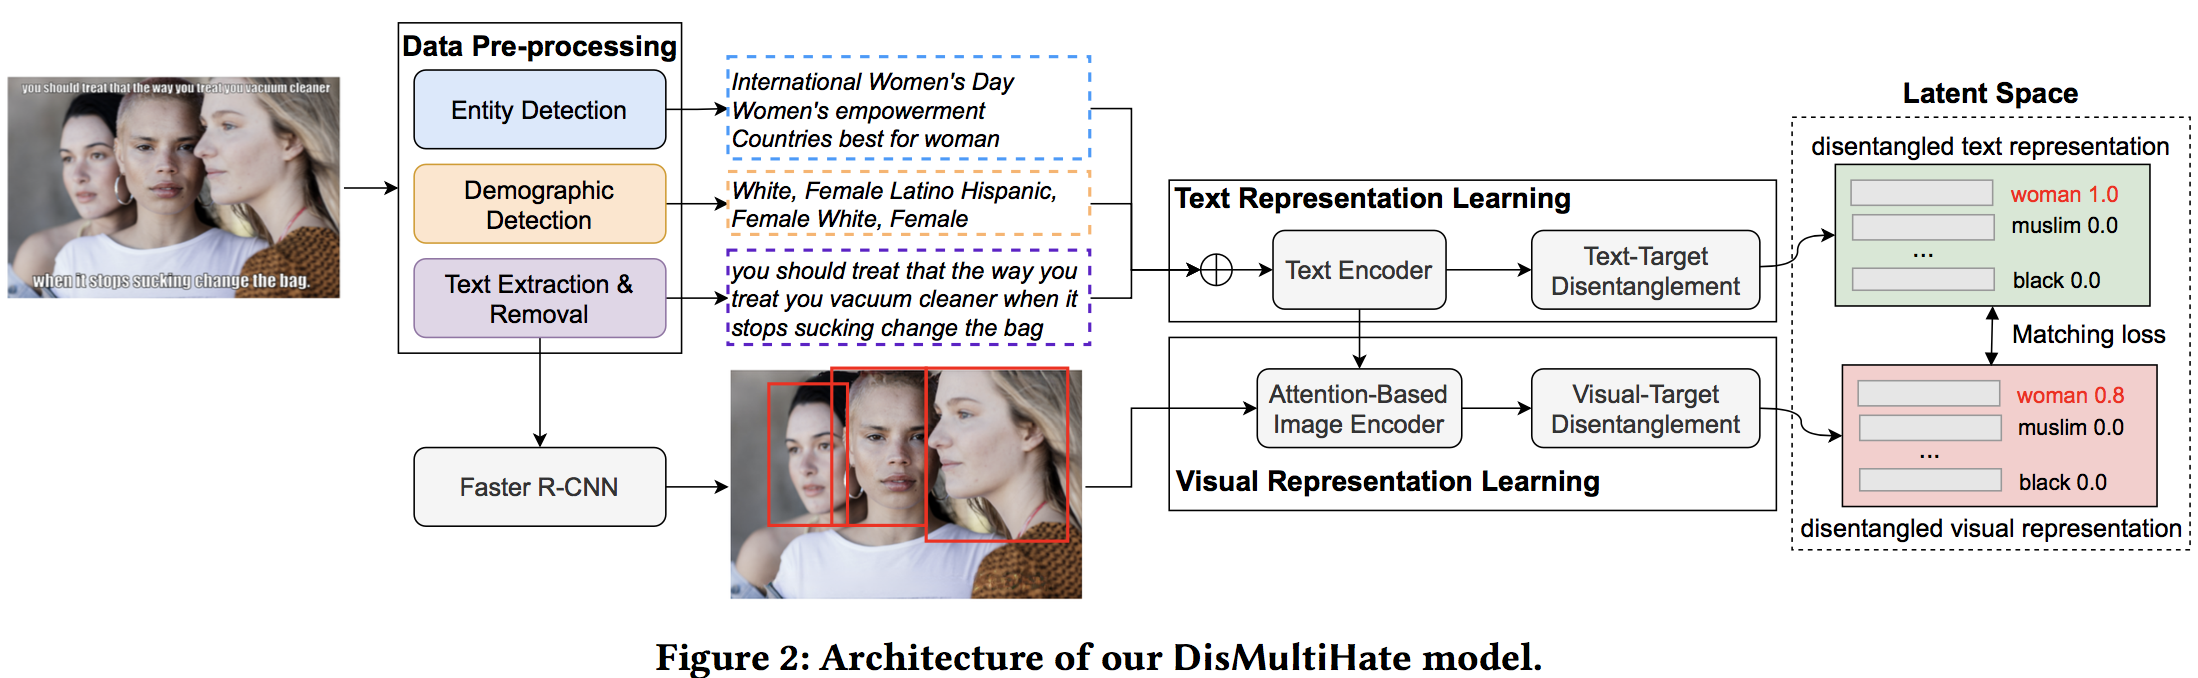 you should treat that the way you treat you vacuum cleaner
when it stops sucking change the bag.
Data Pre-processing
Entity Detection
Demographic
Detection
Text Extraction &
Removal
International Women's Day
Women's empowerment
Countries best for woman
White, Female Latino Hispanic,
Female White, Female
you should treat that the way you
treat you vacuum cleaner when it
stops sucking change the bag
Faster R-CNN
Text Representation Learning
Text Encoder
Text-Target
Disentanglement
Attention-Based
Image Encoder
Visual-Target
Disentanglement
Visual Representation Learning
Latent Space
disentangled text representation
woman 1.0
muslim 0.0
...
black 0.0
Matching loss
woman 0.8
muslim 0.0
...
black 0.0
disentangled visual representation
Figure 2: Architecture of our DisMultiHate model.